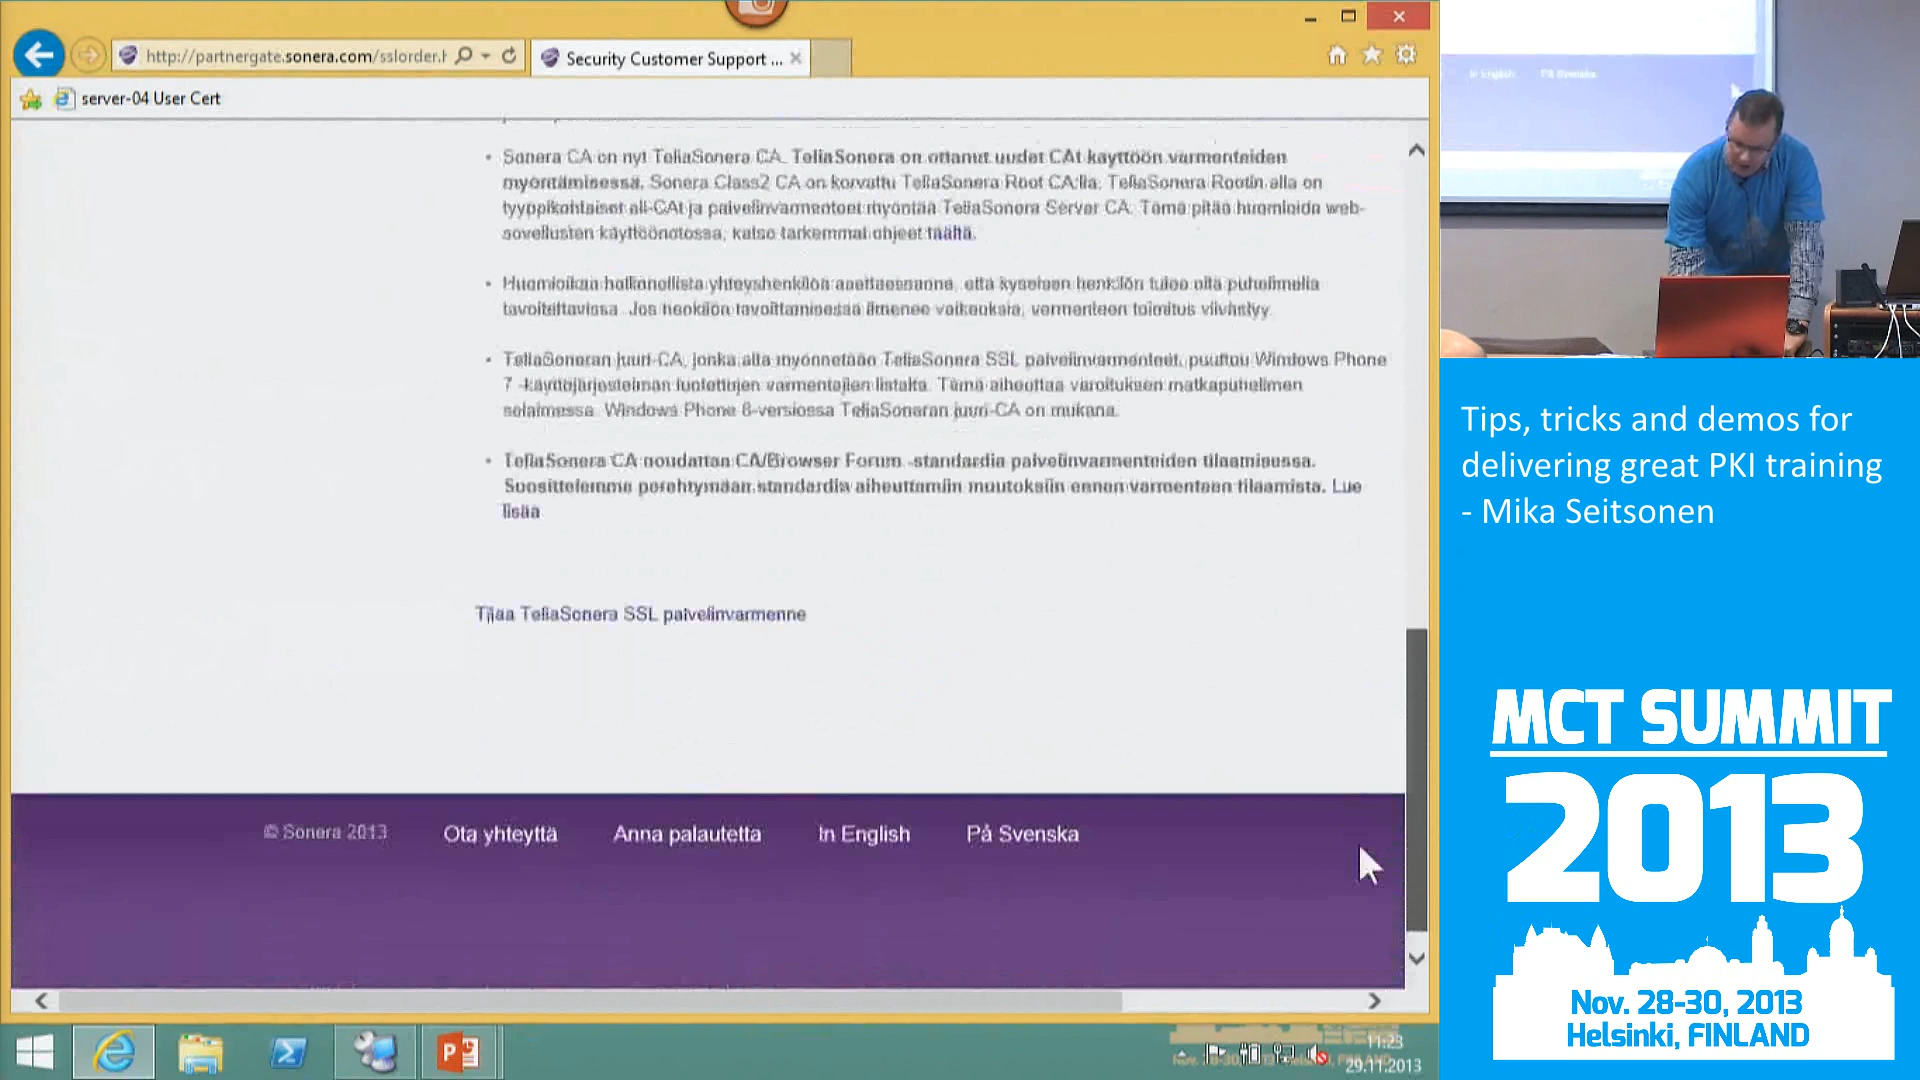 http://partnergate.sonera.com/sslorder.h
Security Customer Support ...
server-04 User Cert
Sonera CA on nyt TeliaSonera CA. TeliaSonera on ottanut uudet CAt käyttöön varmenteiden
myöntämisessä. Sonera Class2 CA on korvattu TeliaSonera Root CA:lla. TeliaSonera Rootin alla on
tyyppikohtaiset ali-CAt ja palvelinvarmenteet myöntää TeliaSonera Server CA. Tämä pitää huomioida web-
sovellusten käyttöönotossa, katso tarkemmat ohjeet täältä.
Huomioikaa hallinnollista yhteyshenkilöä asettaessanne, että kyseisen henkilön tulee olla puhelimella
tavoitettavissa. Jos henkilön tavoittamisessa ilmenee vaikeuksia, varmenteen toimitus viivästyy.
TeliaSoneran juuri-CA, jonka alta myönnetään TeliaSonera SSL palvelinvarmenteet, puuttuu Windows Phone
7 -käyttöjärjestelmän luotettujen varmentajien listalta. Tämä aiheuttaa varoituksen matkapuhelimen
selaimessa. Windows Phone 8-versiossa TeliaSoneran juuri-CA on mukana.
TeliaSonera CA noudattaa CA/Browser Forum -standardia palvelinvarmenteiden tilaamisessa.
Suosittelemme perehtymään standardin aiheuttamiin muutoksiin ennen varmenteen tilaamista. Lue
lisää
Tilaa TeliaSonera SSL palvelinvarmenne
© Sonera 2013 Ota yhteyttä Anna palautetta In English På Svenska
11:23
29.11.2013
In English På Svenska
Tips, tricks and demos for
delivering great PKI training
- Mika Seitsonen
MCT SUMMIT
2013
Nov. 28-30, 2013
Helsinki, FINLAND